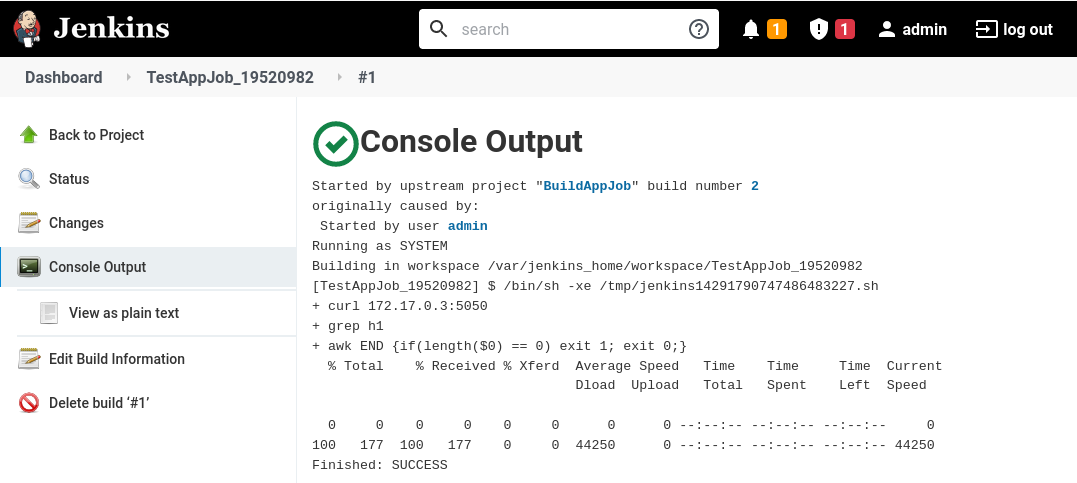 Jenkins
search
1
1
admin
log out
Dashboard
TestAppJob_19520982
#1
Back to Project
Status
Changes
Console Output
View as plain text
Edit Build Information
Delete build ‘#1’
Console Output
Started by upstream project "BuildAppJob" build number 2
originally caused by:
 Started by user admin
Running as SYSTEM
Building in workspace /var/jenkins_home/workspace/TestAppJob_19520982
[TestAppJob_19520982] $ /bin/sh -xe /tmp/jenkins14291790747486483227.sh
+ curl 172.17.0.3:5050
+ grep h1
+ awk END {if(length($0) == 0) exit 1; exit 0;}
  % Total    % Received % Xferd  Average Speed   Time    Time     Time  Current
                                 Dload  Upload   Total   Spent    Left  Speed
  0     0    0     0    0     0      0      0 --:--:-- --:--:-- --:--:--     0
100   177  100   177    0     0  44250      0 --:--:-- --:--:-- --:--:-- 44250
Finished: SUCCESS